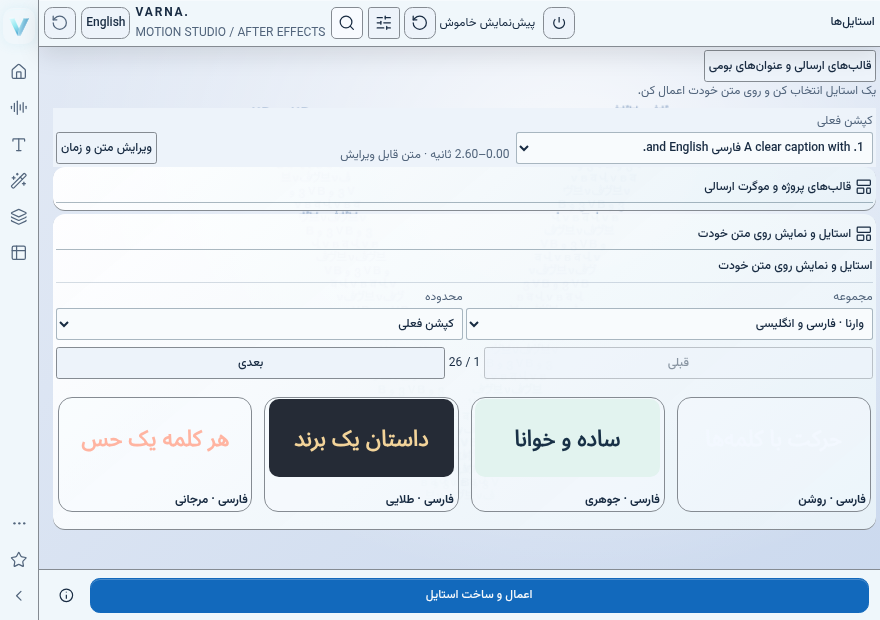 English
VARNA.
MOTION STUDIO / AFTER EFFECTS
پیش‌نمایش خاموش
استایل‌ها
قالب‌های ارسالی و عنوان‌های بومی
یک استایل انتخاب کن و روی متن خودت اعمال کن.
کپشن فعلی
1. A clear caption with فارسی and English.
0.00–2.60 ثانیه · متن قابل ویرایش
ویرایش متن و زمان
قالب‌های پروژه و موگرت ارسالی
استایل و نمایش روی متن خودت
استایل و نمایش روی متن خودت
مجموعه
محدوده
وارنا · فارسی و انگلیسی
کپشن فعلی
قبلی
1 / 26
بعدی
ساده و خوانا
داستان یک برند
هر کلمه یک حس
فارسی · روشن
فارسی · جوهری
فارسی · طلایی
فارسی · مرجانی
اعمال و ساخت استایل